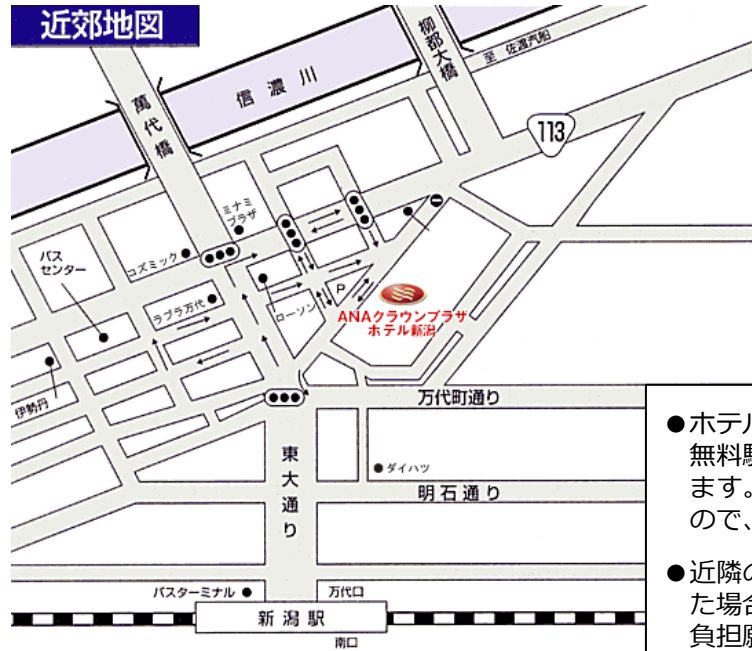 近郊地図
萬代橋
信濃川
柳都大橋
至 佐渡汽船
113
ミナミ
プラザ
コズミック
バス
センター
ラブラ万代
ローソン
P
ANAクラウンプラザ
ホテル新潟
伊勢丹
万代町通り
東大通り
ダイハツ
明石通り
バスターミナル
万代口
新潟駅
南口
●ホテル
無料駐
ます。
ので、
●近隣の
た場合
負担願